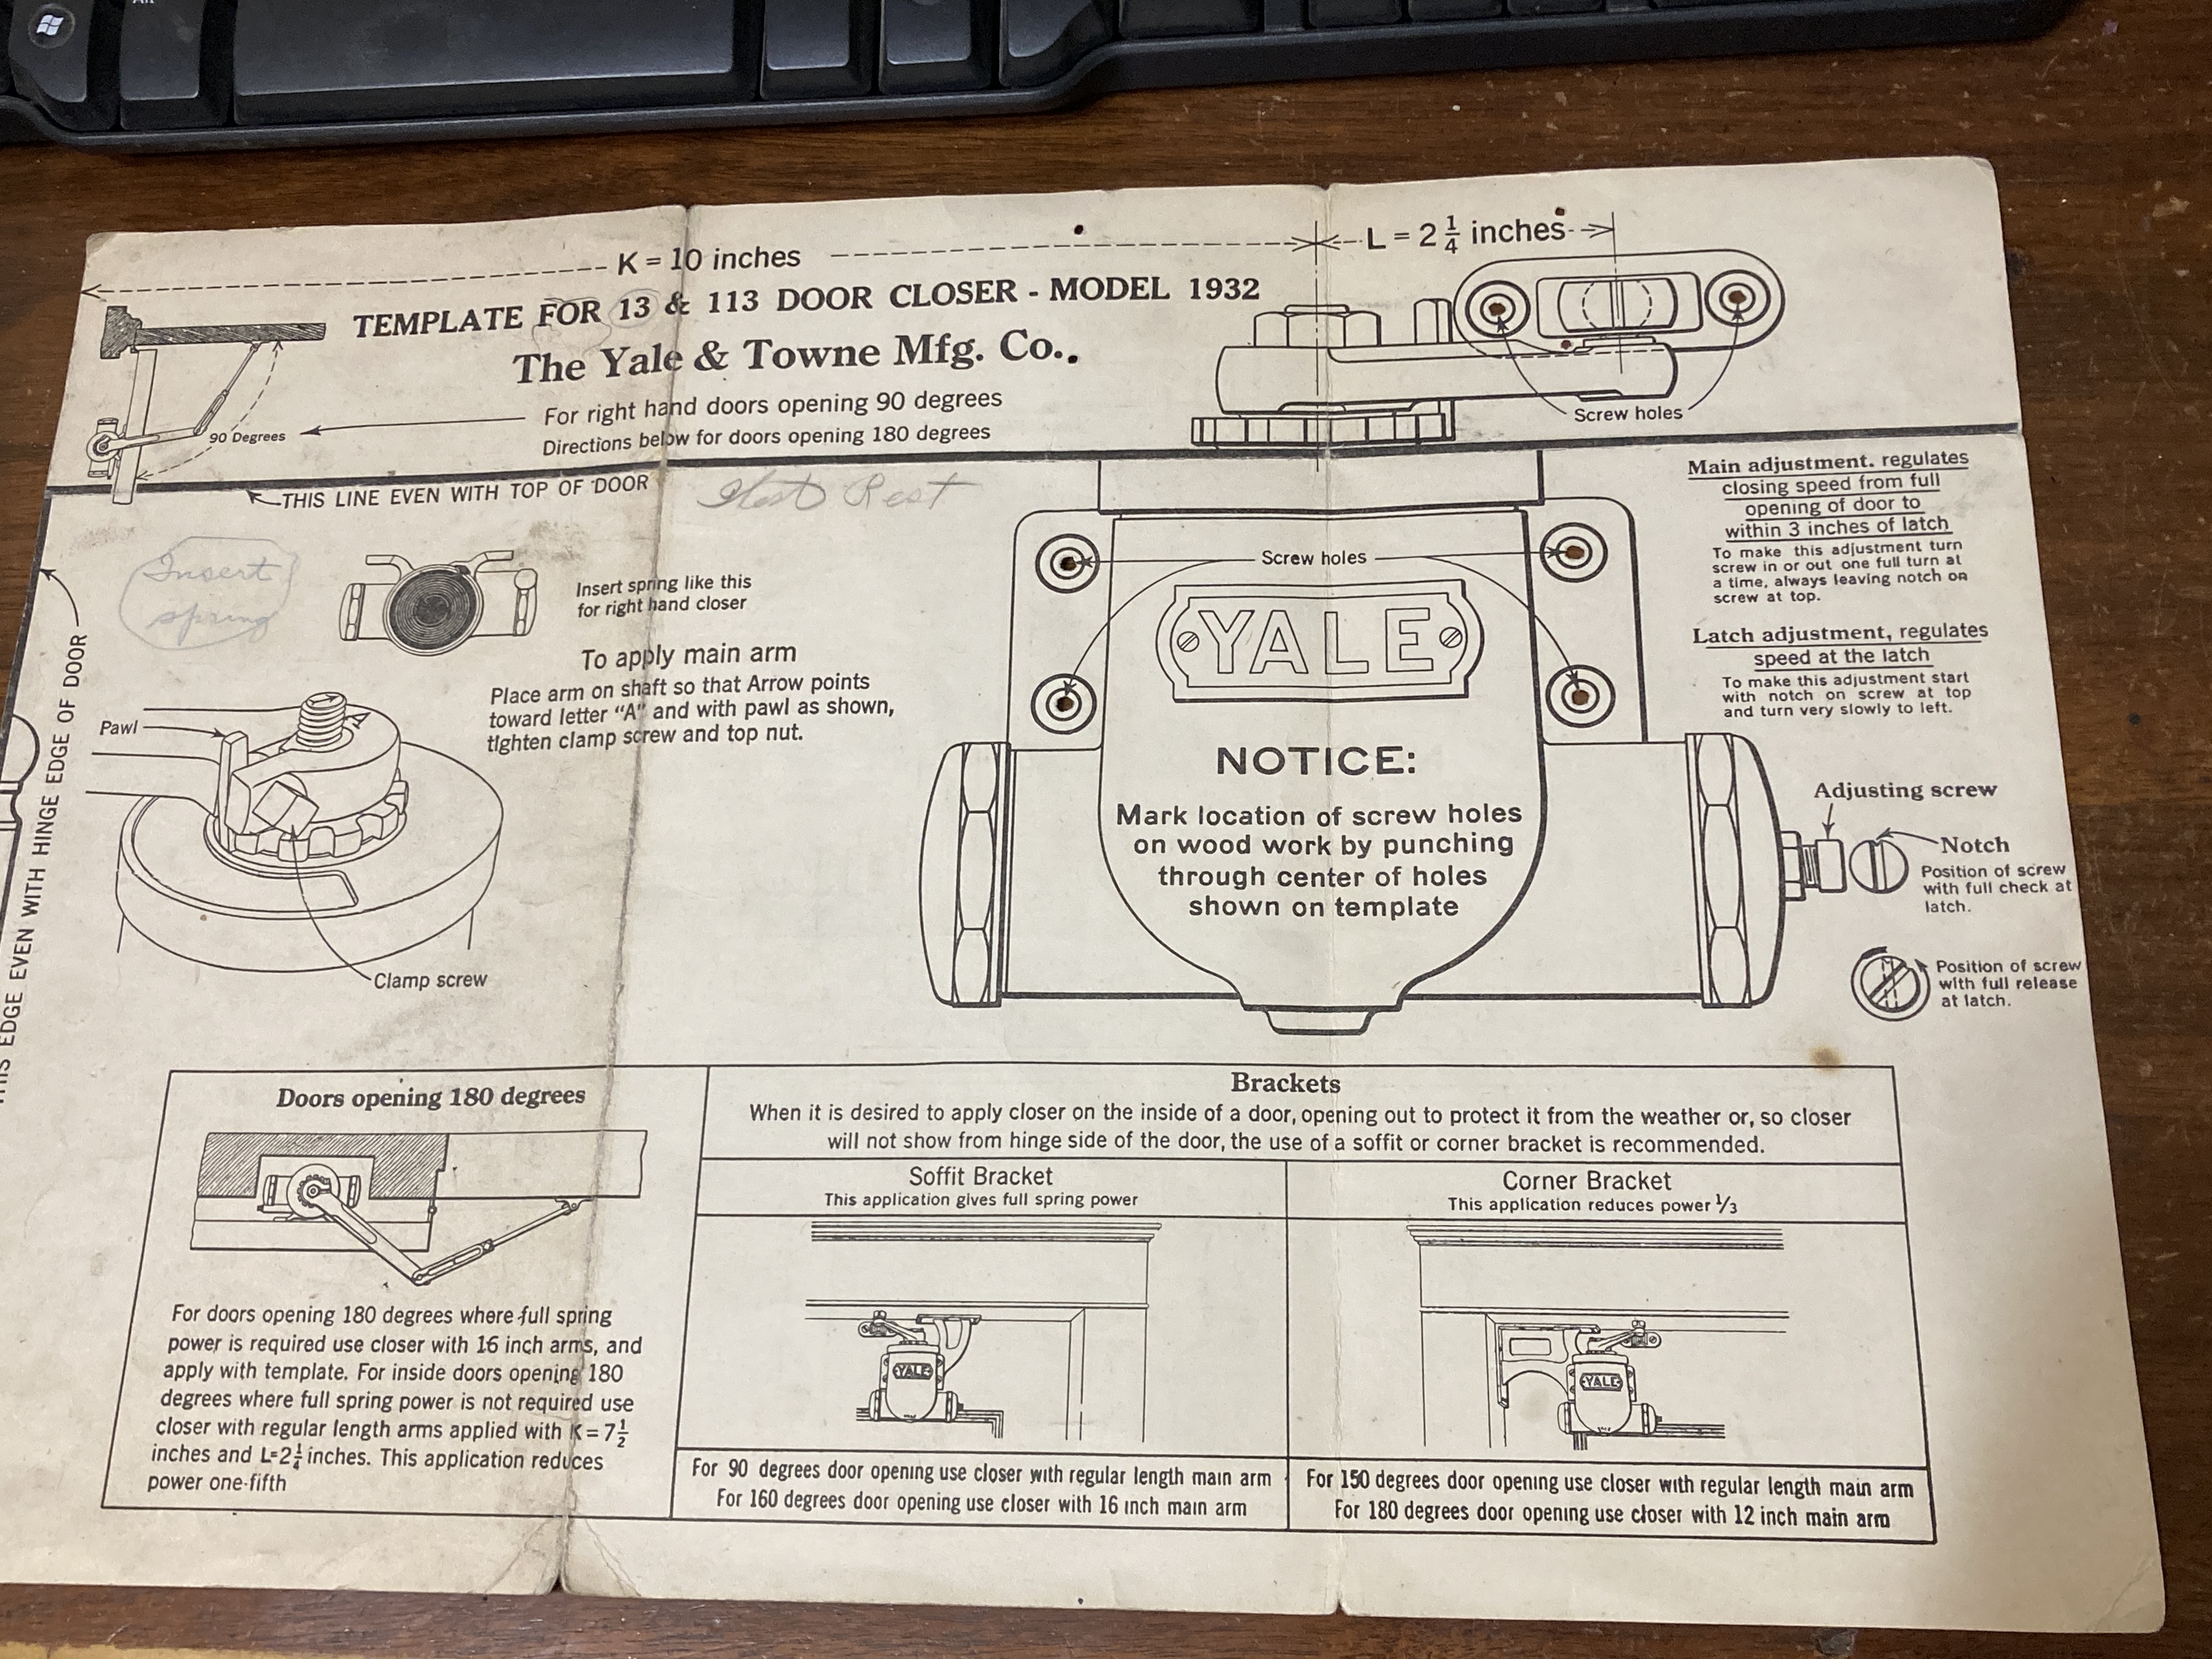 K = 10 inches
L = 2 1/4 inches
TEMPLATE FOR 13 & 113 DOOR CLOSER - MODEL 1932
The Yale & Towne Mfg. Co..
For right hand doors opening 90 degrees
Directions below for doors opening 180 degrees
90 Degrees
Screw holes
THIS LINE EVEN WITH TOP OF DOOR
Rest
THIS EDGE EVEN WITH HINGE EDGE OF DOOR
Insert
spring
Insert spring like this
for right hand closer
To apply main arm
Place arm on shaft so that Arrow points
toward letter "A" and with pawl as shown,
tighten clamp screw and top nut.
Pawl
A
Clamp screw
Screw holes
YALE
NOTICE:
Mark location of screw holes
on wood work by punching
through center of holes
shown on template
Main adjustment. regulates
closing speed from full
opening of door to
within 3 inches of latch
To make this adjustment turn
screw in or out one full turn at
a time, always leaving notch on
screw at top.
Latch adjustment, regulates
speed at the latch
To make this adjustment start
with notch on screw at top
and turn very slowly to left.
Adjusting screw
Notch
Position of screw
with full check at
latch.
Position of screw
with full release
at latch.
Doors opening 180 degrees
For doors opening 180 degrees where full spring
power is required use closer with 16 inch arms, and
apply with template. For inside doors opening 180
degrees where full spring power is not required use
closer with regular length arms applied with K = 7 1/2
inches and L=2 1/4 inches. This application reduces
power one-fifth
Brackets
When it is desired to apply closer on the inside of a door, opening out to protect it from the weather or, so closer
will not show from hinge side of the door, the use of a soffit or corner bracket is recommended.
Soffit Bracket
This application gives full spring power
YALE
For 90 degrees door opening use closer with regular length main arm
For 160 degrees door opening use closer with 16 inch main arm
Corner Bracket
This application reduces power 1/3
YALE
For 150 degrees door opening use closer with regular length main arm
For 180 degrees door opening use closer with 12 inch main arm